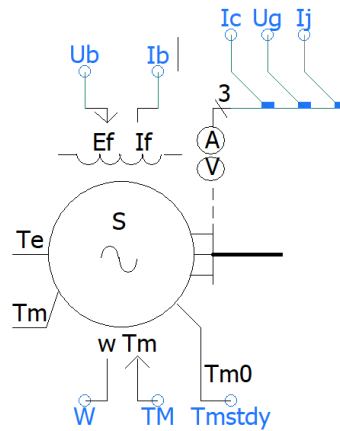 Ic Ug Ij
Ub Ib
3
Ef If
A
V
S
Te
Tm
w Tm
Tm0
W TM Tmstdy